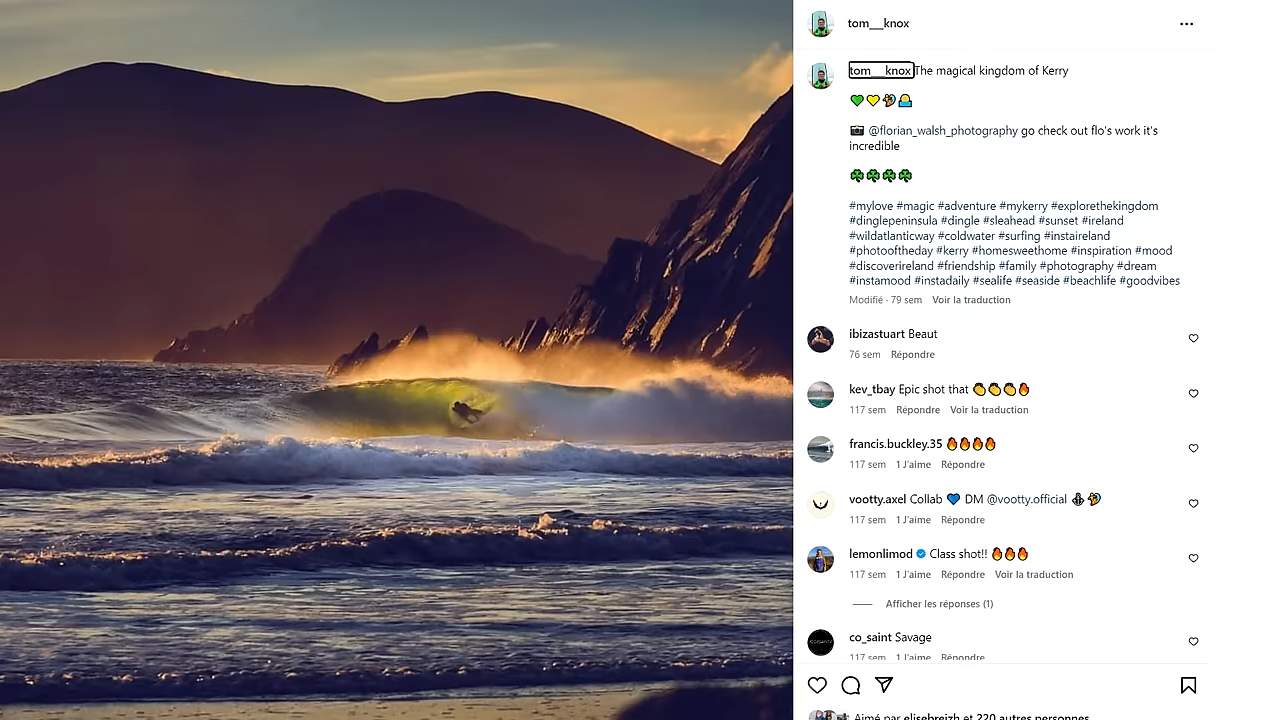 tom__knox
tom__knox The magical kingdom of Kerry
💚💛🏄🌅
📸 @florian_walsh_photography go check out flo's work it's
incredible
☘️☘️☘️☘️
#mylove #magic #adventure #mykerry #explorethekingdom
#dinglepeninsula #dingle #sleahead #sunset #ireland
#wildatlanticway #coldwater #surfing #instaireland
#photooftheday #kerry #homesweethome #inspiration #mood
#discoverireland #friendship #family #photography #dream
#instamood #instadaily #sealife #seaside #beachlife #goodvibes
Modifié · 79 sem Voir la traduction
ibizastuart Beaut
76 sem Répondre
kev_tbay Epic shot that 👏👏👏🔥
117 sem Répondre Voir la traduction
francis.buckley.35 🔥🔥🔥🔥
117 sem 1 J'aime Répondre
vootty.axel Collab 💙 DM @vootty.official ⚓🏄
117 sem 1 J'aime Répondre
lemonlimod Class shot!! 🔥🔥🔥
117 sem 1 J'aime Répondre Voir la traduction
Afficher les réponses (1)
co_saint Savage
117 sem 1 J'aime Répondre
Aimé par elisebreizh et 220 autres personnes